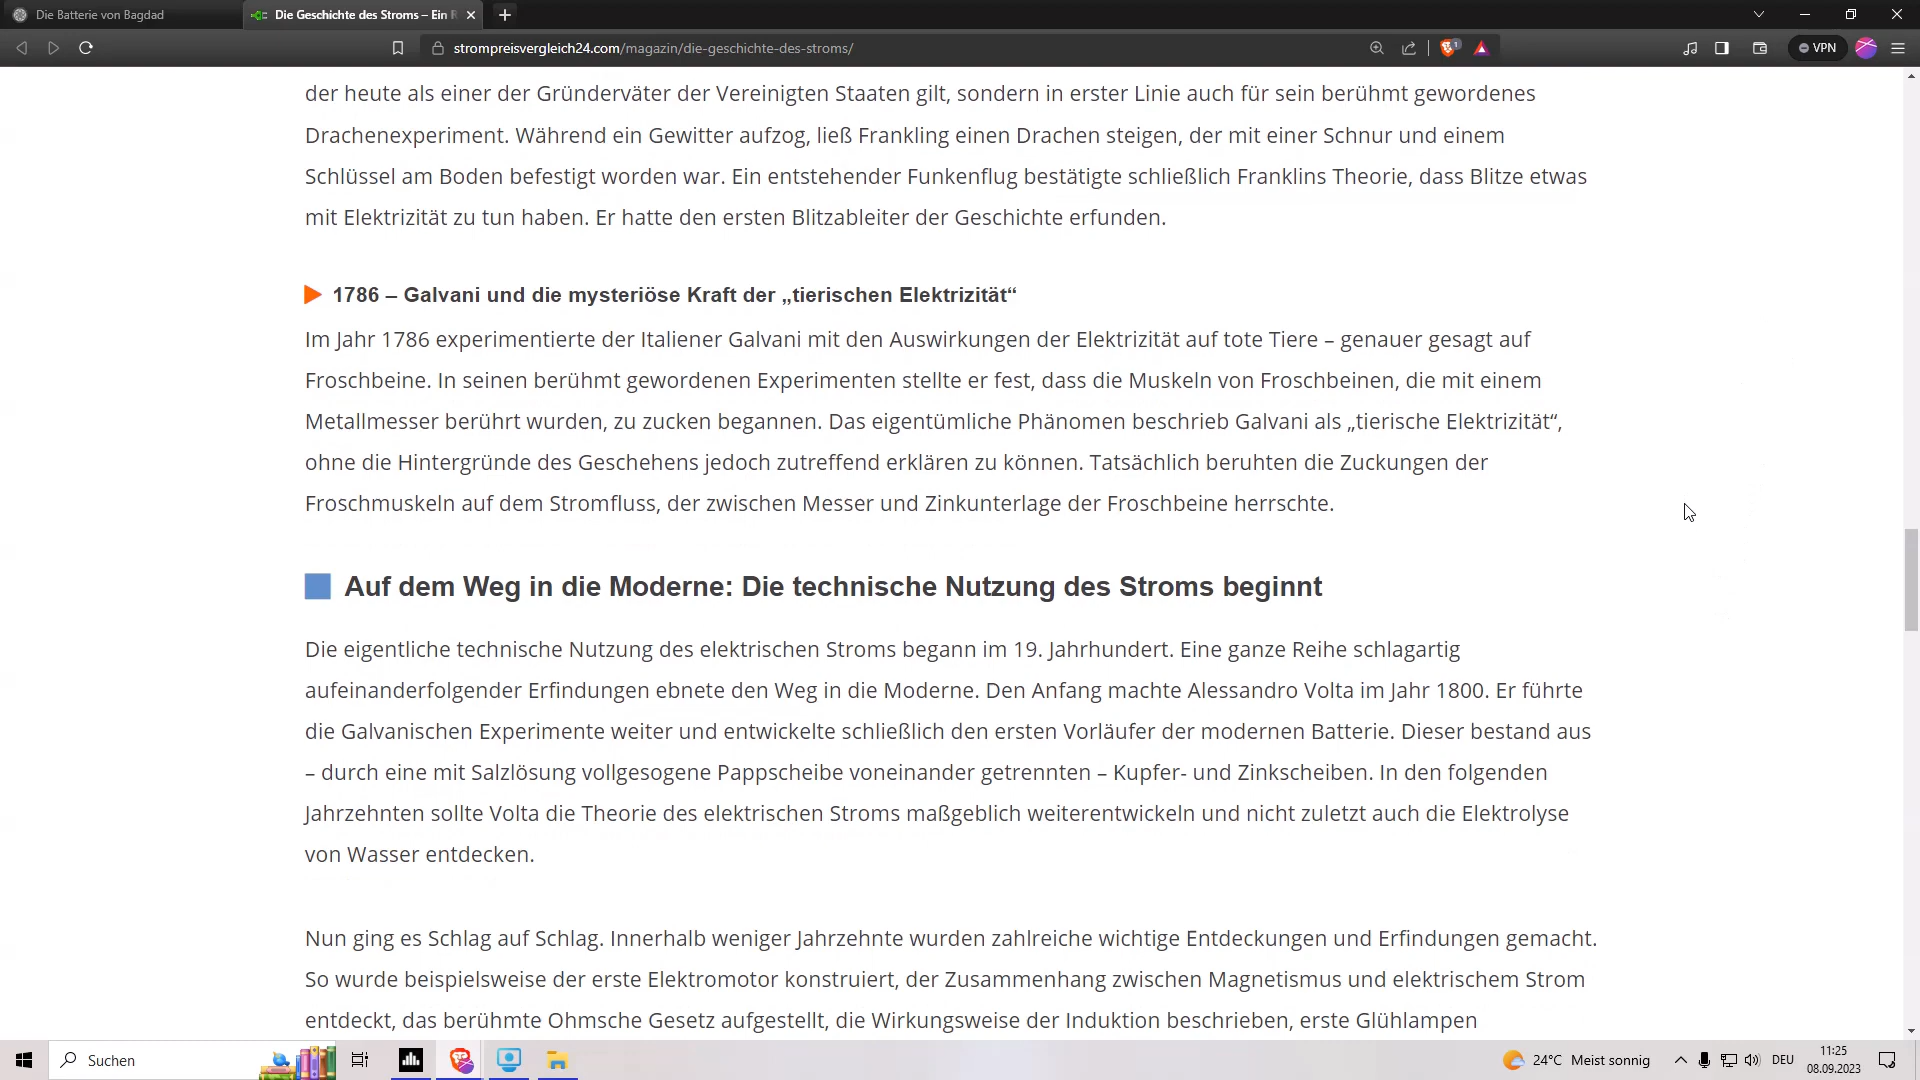 Die Batterie von Bagdad
Die Geschichte des Stroms – Ein R
strompreisvergleich24.com/magazin/die-geschichte-des-stroms/
1
VPN
der heute als einer der Gründerväter der Vereinigten Staaten gilt, sondern in erster Linie auch für sein berühmt gewordenes
Drachenexperiment. Während ein Gewitter aufzog, ließ Frankling einen Drachen steigen, der mit einer Schnur und einem
Schlüssel am Boden befestigt worden war. Ein entstehender Funkenflug bestätigte schließlich Franklins Theorie, dass Blitze etwas
mit Elektrizität zu tun haben. Er hatte den ersten Blitzableiter der Geschichte erfunden.
1786 – Galvani und die mysteriöse Kraft der „tierischen Elektrizität“
Im Jahr 1786 experimentierte der Italiener Galvani mit den Auswirkungen der Elektrizität auf tote Tiere – genauer gesagt auf
Froschbeine. In seinen berühmt gewordenen Experimenten stellte er fest, dass die Muskeln von Froschbeinen, die mit einem
Metallmesser berührt wurden, zu zucken begannen. Das eigentümliche Phänomen beschrieb Galvani als „tierische Elektrizität“,
ohne die Hintergründe des Geschehens jedoch zutreffend erklären zu können. Tatsächlich beruhten die Zuckungen der
Froschmuskeln auf dem Stromfluss, der zwischen Messer und Zinkunterlage der Froschbeine herrschte.
Auf dem Weg in die Moderne: Die technische Nutzung des Stroms beginnt
Die eigentliche technische Nutzung des elektrischen Stroms begann im 19. Jahrhundert. Eine ganze Reihe schlagartig
aufeinanderfolgender Erfindungen ebnete den Weg in die Moderne. Den Anfang machte Alessandro Volta im Jahr 1800. Er führte
die Galvanischen Experimente weiter und entwickelte schließlich den ersten Vorläufer der modernen Batterie. Dieser bestand aus
– durch eine mit Salzlösung vollgesogene Pappscheibe voneinander getrennten – Kupfer- und Zinkscheiben. In den folgenden
Jahrzehnten sollte Volta die Theorie des elektrischen Stroms maßgeblich weiterentwickeln und nicht zuletzt auch die Elektrolyse
von Wasser entdecken.
Nun ging es Schlag auf Schlag. Innerhalb weniger Jahrzehnte wurden zahlreiche wichtige Entdeckungen und Erfindungen gemacht.
So wurde beispielsweise der erste Elektromotor konstruiert, der Zusammenhang zwischen Magnetismus und elektrischem Strom
entdeckt, das berühmte Ohmsche Gesetz aufgestellt, die Wirkungsweise der Induktion beschrieben, erste Glühlampen
Suchen
24°C Meist sonnig
DEU
11:25
08.09.2023